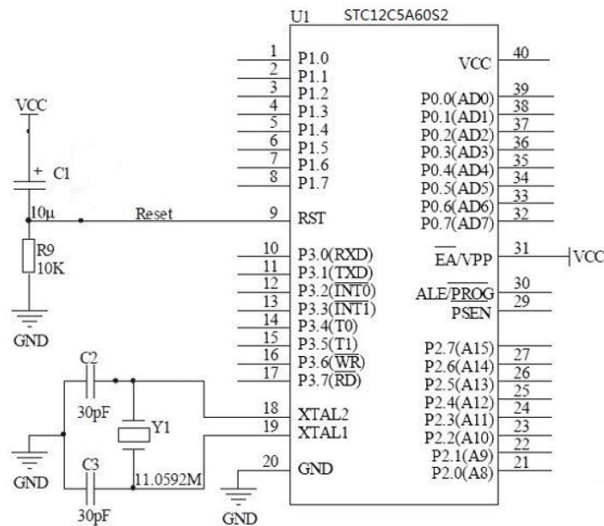 U1 STC12C5A60S2
1 P1.0
2 P1.1
3 P1.2
4 P1.3
5 P1.4
6 P1.5
7 P1.6
8 P1.7
9 RST
10 P3.0(RXD)
11 P3.1(TXD)
12 P3.2(INT0)
13 P3.3(INT1)
14 P3.4(T0)
15 P3.5(T1)
16 P3.6(WR)
17 P3.7(RD)
18 XTAL2
19 XTAL1
20 GND
VCC 40
P0.0(AD0) 39
P0.1(AD1) 38
P0.2(AD2) 37
P0.3(AD3) 36
P0.4(AD4) 35
P0.5(AD5) 34
P0.6(AD6) 33
P0.7(AD7) 32
EA/VPP 31 VCC
ALE/PROG 30
PSEN 29
P2.7(A15)
P2.6(A14) 27
P2.5(A13) 26
P2.4(A12) 25
P2.3(A11) 24
P2.2(A10) 23
P2.1(A9) 22
P2.0(A8) 21
VCC
+ C1
10μ
Reset
R9
10K
GND
C2
30pF
Y1
11.0592M
C3
30pF
GND
GND